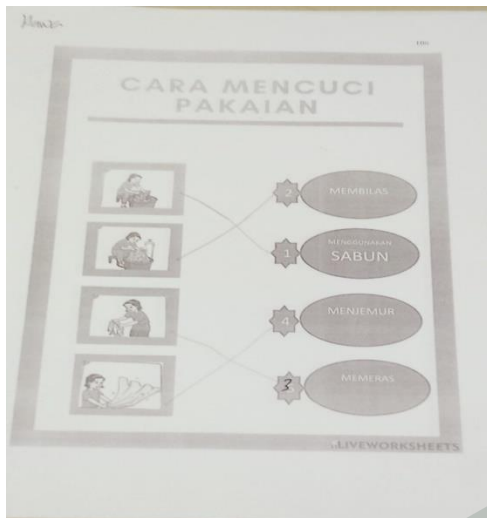 CARA MENCUCI
PAKAIAN
2
MEMBILAS
1
MENGGUNAKAN
SABUN
4
MENJEMUR
3
MEMERAS
LIVEWORKSHEETS